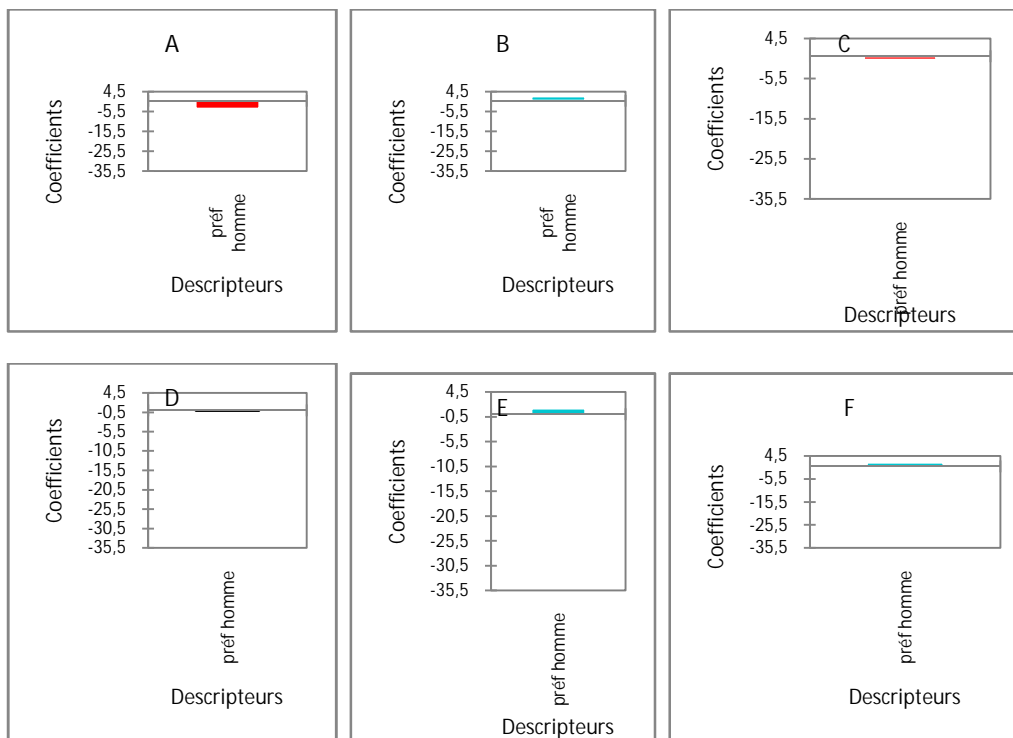 A
Coefficients
4,5
-5,5
-15,5
-25,5
-35,5
préf
homme
Descripteurs
B
Coefficients
4,5
-5,5
-15,5
-25,5
-35,5
préf
homme
Descripteurs
C
Coefficients
4,5
-5,5
-15,5
-25,5
-35,5
préf homme
Descripteurs
D
Coefficients
4,5
-0,5
-5,5
-10,5
-15,5
-20,5
-25,5
-30,5
-35,5
préf homme
Descripteurs
E
Coefficients
4,5
-0,5
-5,5
-10,5
-15,5
-20,5
-25,5
-30,5
-35,5
préf homme
Descripteurs
F
Coefficients
4,5
-5,5
-15,5
-25,5
-35,5
préf homme
Descripteurs